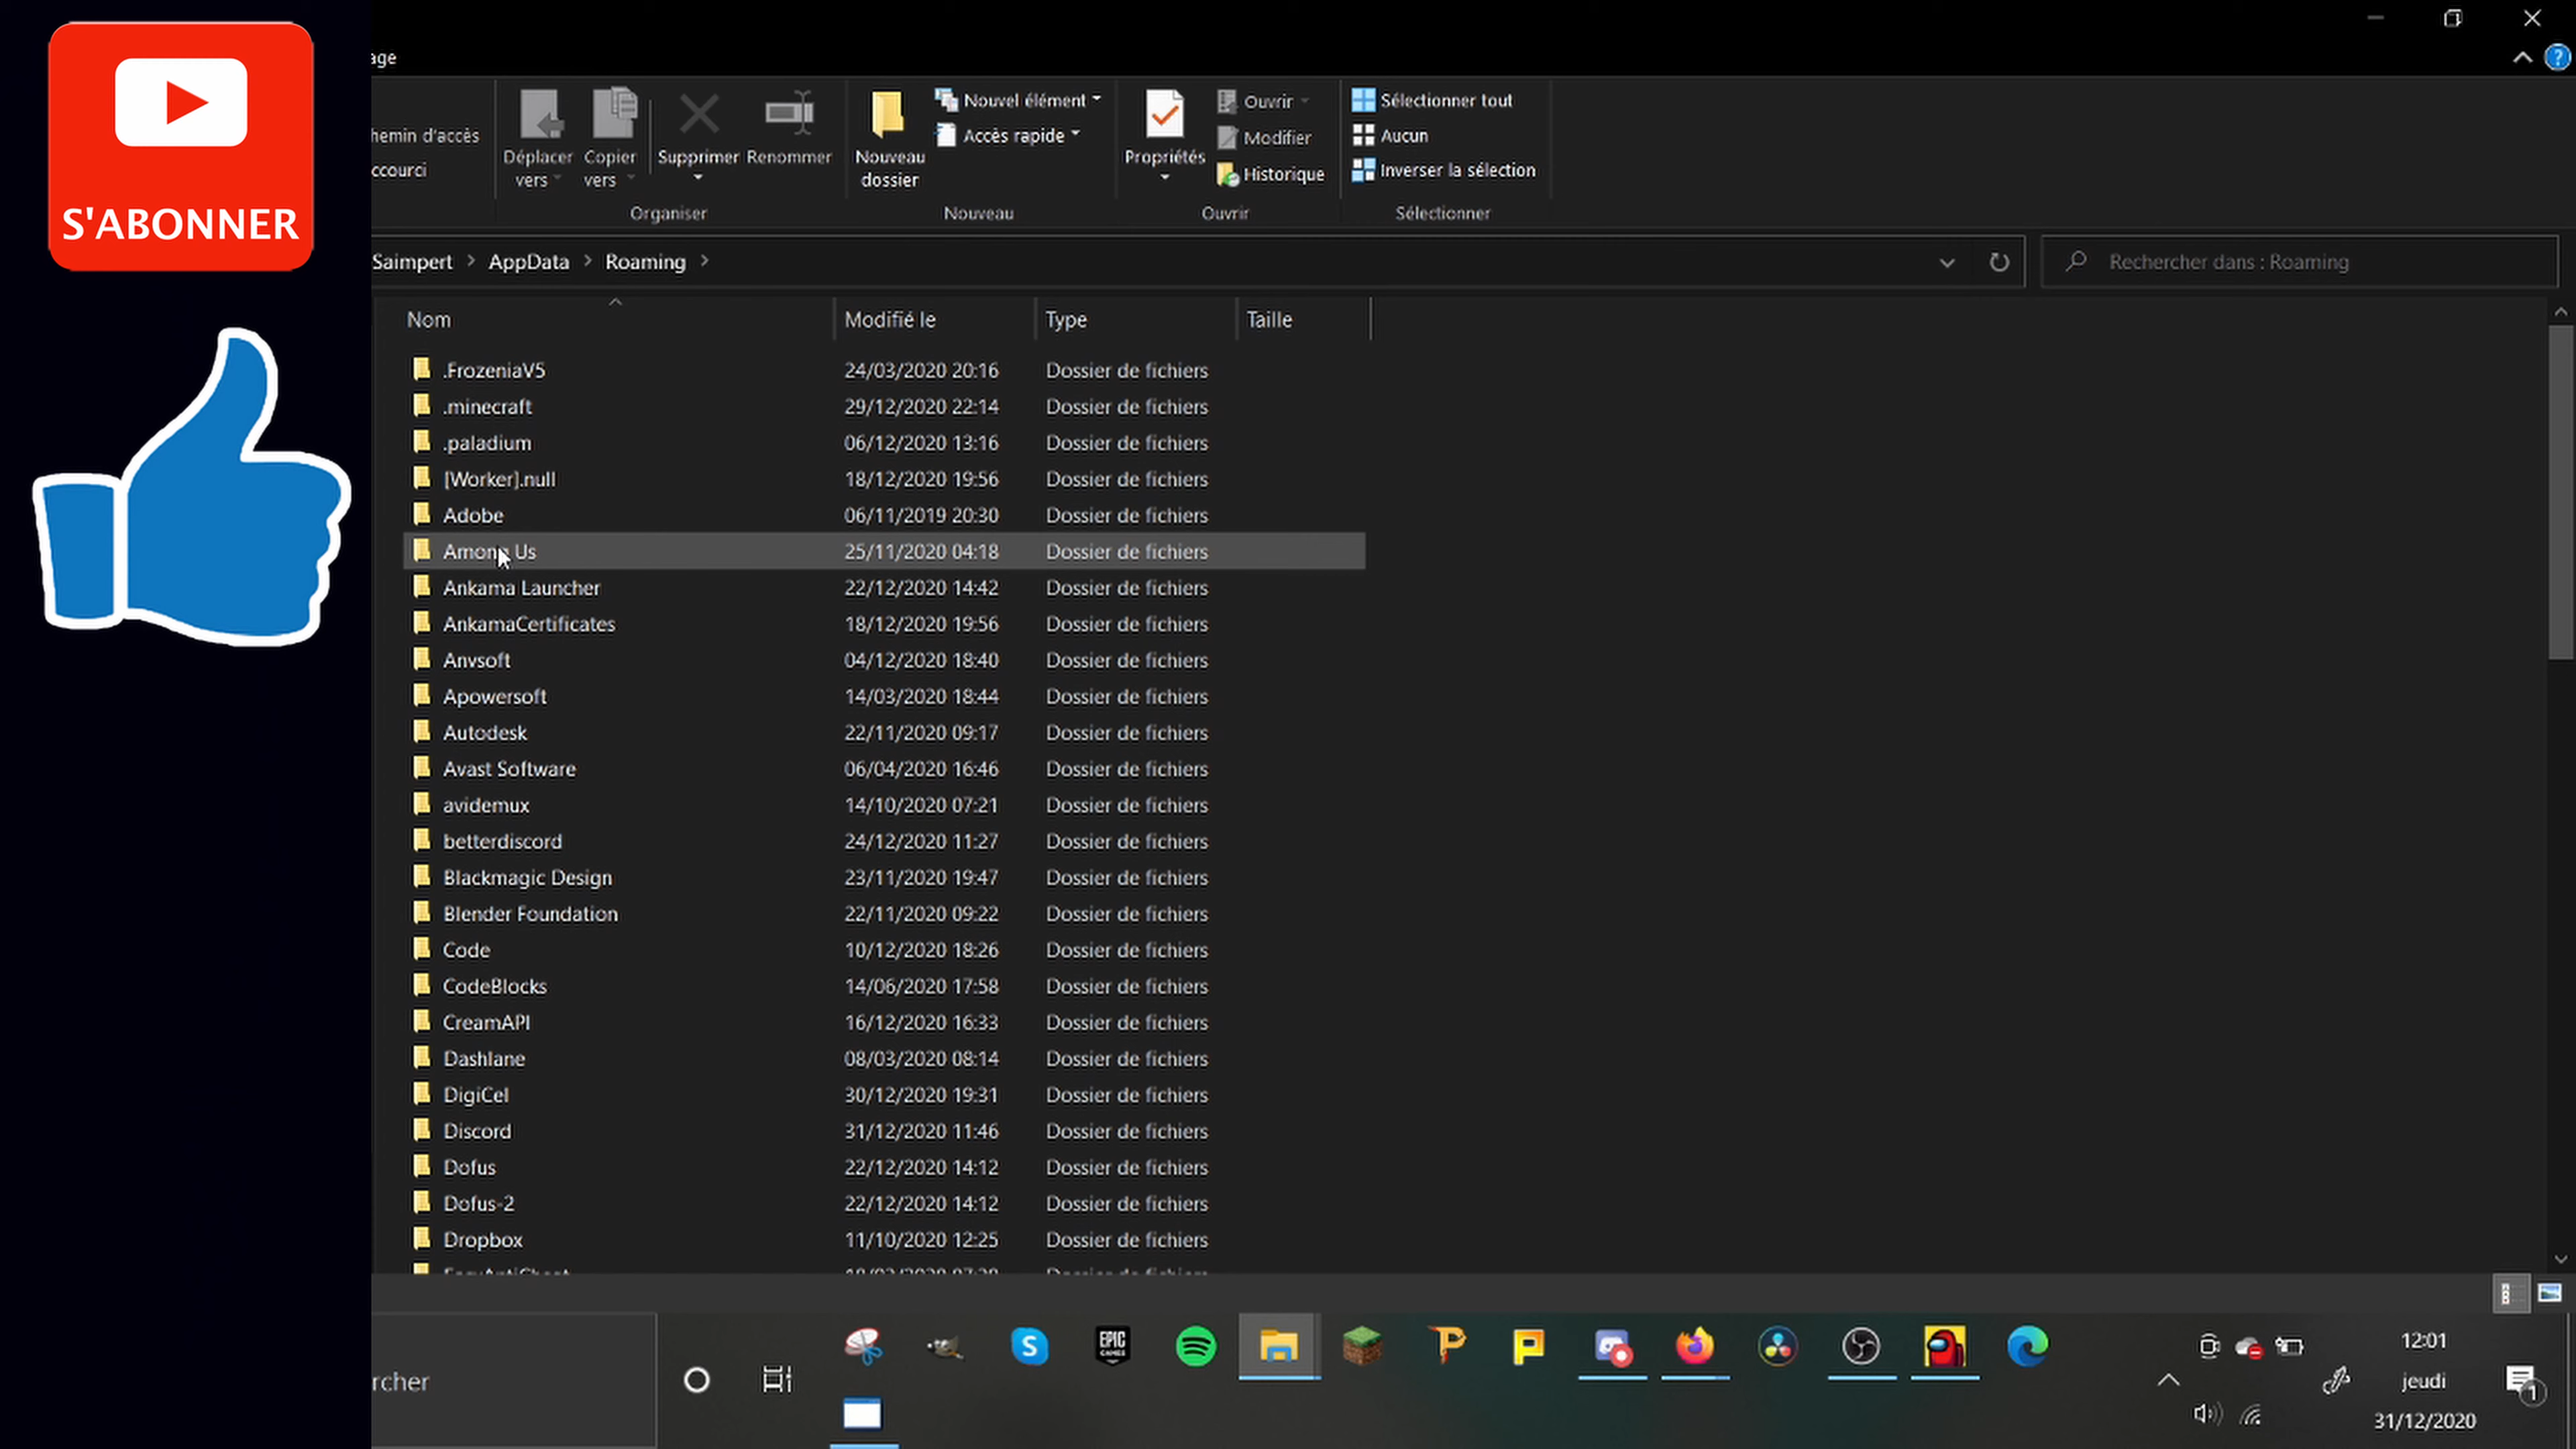 S'ABONNER
age
hemin d'accès
ccourci
Déplacer vers
Copier vers
Supprimer
Renommer
Organiser
Nouveau dossier
Nouvel élément
Accès rapide
Nouveau
Propriétés
Ouvrir
Modifier
Historique
Ouvrir
Sélectionner tout
Aucun
Inverser la sélection
Sélectionner
Saimpert > AppData > Roaming >
Rechercher dans : Roaming
Nom Modifié le Type Taille
.FrozeniaV5 24/03/2020 20:16 Dossier de fichiers
.minecraft 29/12/2020 22:14 Dossier de fichiers
.paladium 06/12/2020 13:16 Dossier de fichiers
[Worker].null 18/12/2020 19:56 Dossier de fichiers
Adobe 06/11/2019 20:30 Dossier de fichiers
Among Us 25/11/2020 04:18 Dossier de fichiers
Ankama Launcher 22/12/2020 14:42 Dossier de fichiers
AnkamaCertificates 18/12/2020 19:56 Dossier de fichiers
Anvsoft 04/12/2020 18:40 Dossier de fichiers
Apowersoft 14/03/2020 18:44 Dossier de fichiers
Autodesk 22/11/2020 09:17 Dossier de fichiers
Avast Software 06/04/2020 16:46 Dossier de fichiers
avidemux 14/10/2020 07:21 Dossier de fichiers
betterdiscord 24/12/2020 11:27 Dossier de fichiers
Blackmagic Design 23/11/2020 19:47 Dossier de fichiers
Blender Foundation 22/11/2020 09:22 Dossier de fichiers
Code 10/12/2020 18:26 Dossier de fichiers
CodeBlocks 14/06/2020 17:58 Dossier de fichiers
CreamAPI 16/12/2020 16:33 Dossier de fichiers
Dashlane 08/03/2020 08:14 Dossier de fichiers
DigiCel 30/12/2020 19:31 Dossier de fichiers
Discord 31/12/2020 11:46 Dossier de fichiers
Dofus 22/12/2020 14:12 Dossier de fichiers
Dofus-2 22/12/2020 14:12 Dossier de fichiers
Dropbox 11/10/2020 12:25 Dossier de fichiers
rcher
EPIC GAMES
12:01
jeudi
31/12/2020
1